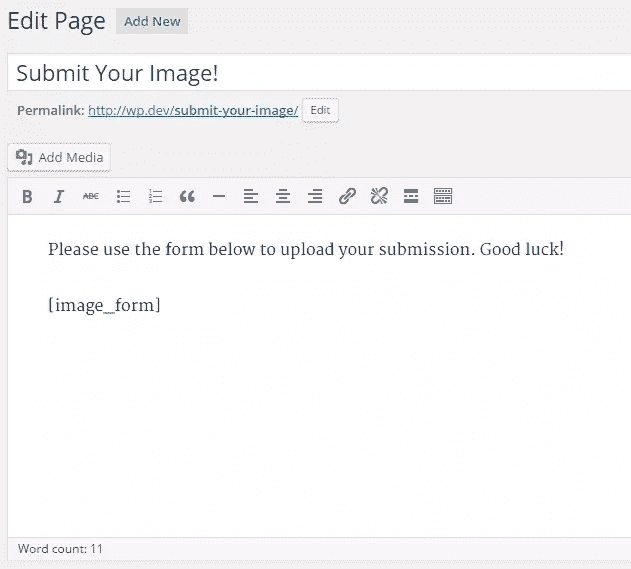 Edit Page Add New
Submit Your Image!
Permalink: http://wp.dev/submit-your-image/ Edit
Add Media
B I ABC
Please use the form below to upload your submission. Good luck!
[image_form]
Word count: 11